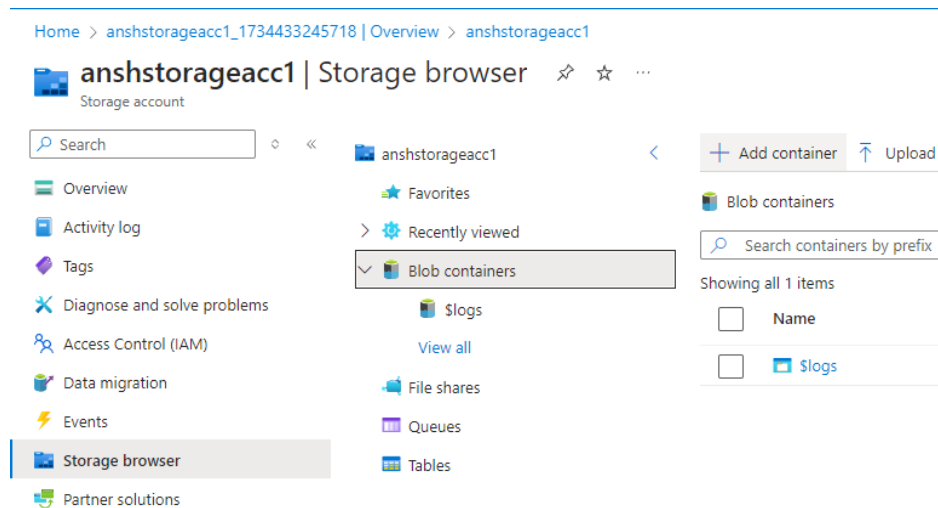 Home > anshstorageacc1_1734433245718 | Overview > anshstorageacc1
anshstorageacc1 | Storage browser
Storage account
Search
Overview
Activity log
Tags
Diagnose and solve problems
Access Control (IAM)
Data migration
Events
Storage browser
Partner solutions
anshstorageacc1
Favorites
Recently viewed
Blob containers
$logs
View all
File shares
Queues
Tables
Add container Upload
Blob containers
Search containers by prefix
Showing all 1 items
Name
$logs